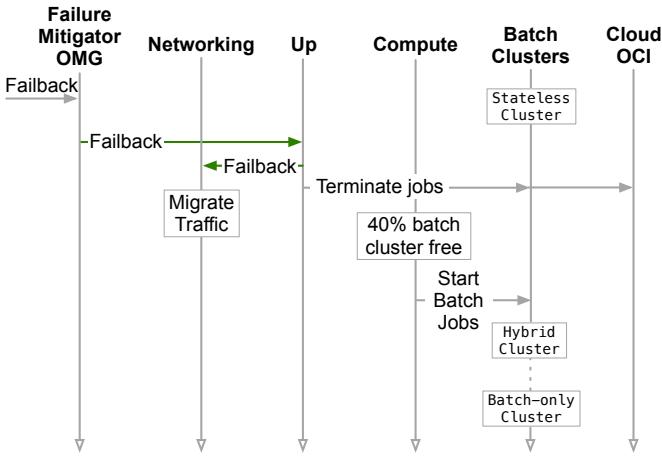 Failure
Mitigator
OMG
Networking
Up
Compute
Batch
Clusters
Cloud
OCI
Failback
Stateless
Cluster
Failback
Failback
Terminate jobs
Migrate
Traffic
40% batch
cluster free
Start
Batch
Jobs
Hybrid
Cluster
Batch–only
Cluster